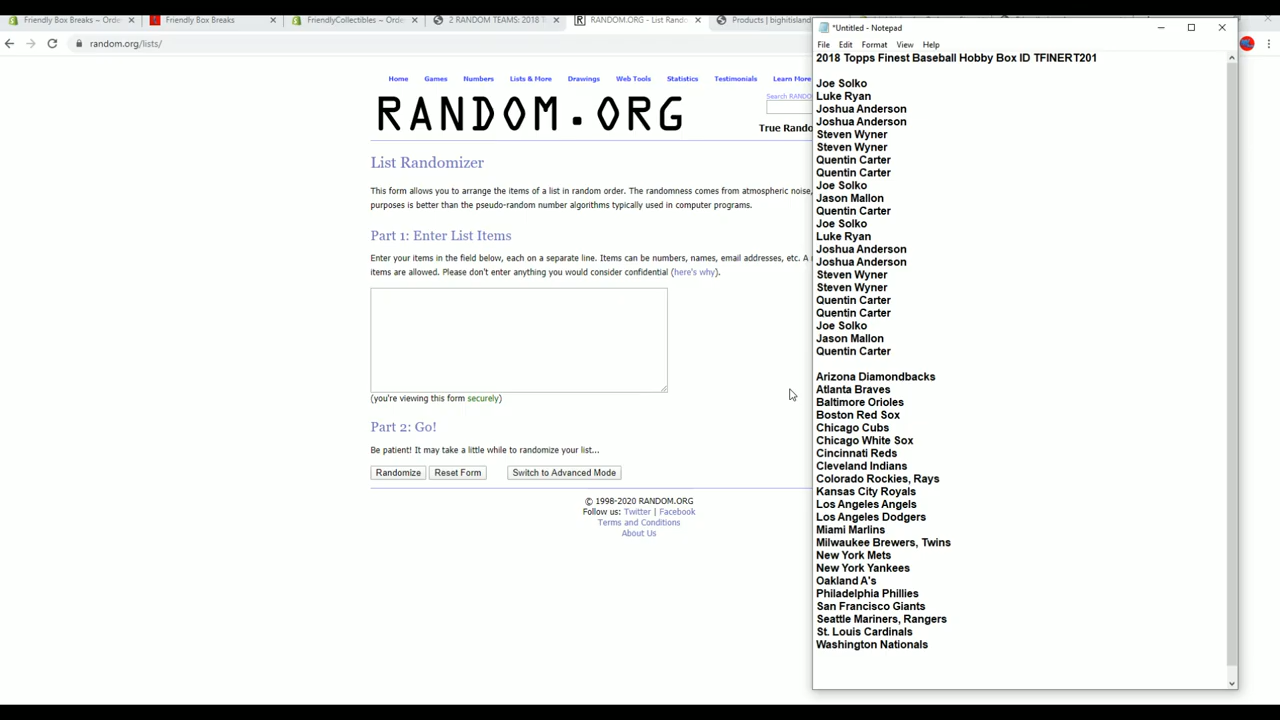 Friendly Box Breaks – Orde
Friendly Box Breaks
FriendlyCollectibles ~ Orde
2 RANDOM TEAMS: 2018 T
RANDOM.ORG - List Rando
Products | bighitisland
random.org/lists/
Home Games Numbers Lists & More Drawings Web Tools Statistics Testimonials Learn More
Search RANDO
RANDOM.ORG
True Rando
List Randomizer
This form allows you to arrange the items of a list in random order. The randomness comes from atmospheric noise,
purposes is better than the pseudo-random number algorithms typically used in computer programs.
Part 1: Enter List Items
Enter your items in the field below, each on a separate line. Items can be numbers, names, email addresses, etc. A
items are allowed. Please don't enter anything you would consider confidential (here's why).
(you're viewing this form securely)
Part 2: Go!
Be patient! It may take a little while to randomize your list...
Randomize Reset Form Switch to Advanced Mode
© 1998-2020 RANDOM.ORG
Follow us: Twitter | Facebook
Terms and Conditions
About Us
*Untitled - Notepad
File Edit Format View Help
2018 Topps Finest Baseball Hobby Box ID TFINERT201
Joe Solko
Luke Ryan
Joshua Anderson
Joshua Anderson
Steven Wyner
Steven Wyner
Quentin Carter
Quentin Carter
Joe Solko
Jason Mallon
Quentin Carter
Joe Solko
Luke Ryan
Joshua Anderson
Joshua Anderson
Steven Wyner
Steven Wyner
Quentin Carter
Quentin Carter
Joe Solko
Jason Mallon
Quentin Carter
Arizona Diamondbacks
Atlanta Braves
Baltimore Orioles
Boston Red Sox
Chicago Cubs
Chicago White Sox
Cincinnati Reds
Cleveland Indians
Colorado Rockies, Rays
Kansas City Royals
Los Angeles Angels
Los Angeles Dodgers
Miami Marlins
Milwaukee Brewers, Twins
New York Mets
New York Yankees
Oakland A's
Philadelphia Phillies
San Francisco Giants
Seattle Mariners, Rangers
St. Louis Cardinals
Washington Nationals